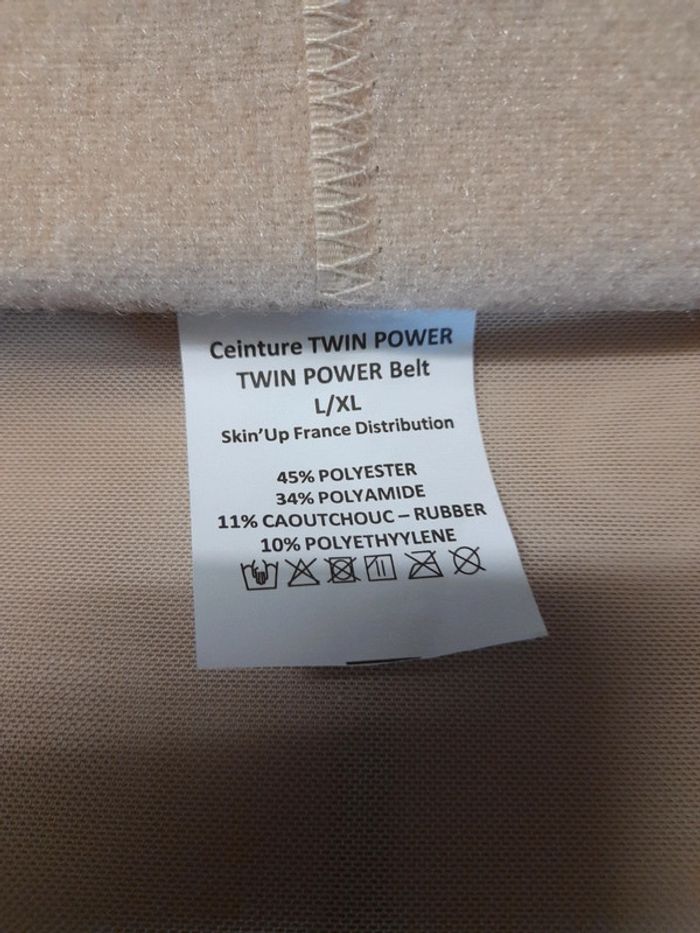 Ceinture TWIN POWER
TWIN POWER Belt
L/XL
Skin'Up France Distribution
45% POLYESTER
34% POLYAMIDE
11% CAOUTCHOUC – RUBBER
10% POLYETHYYLENE